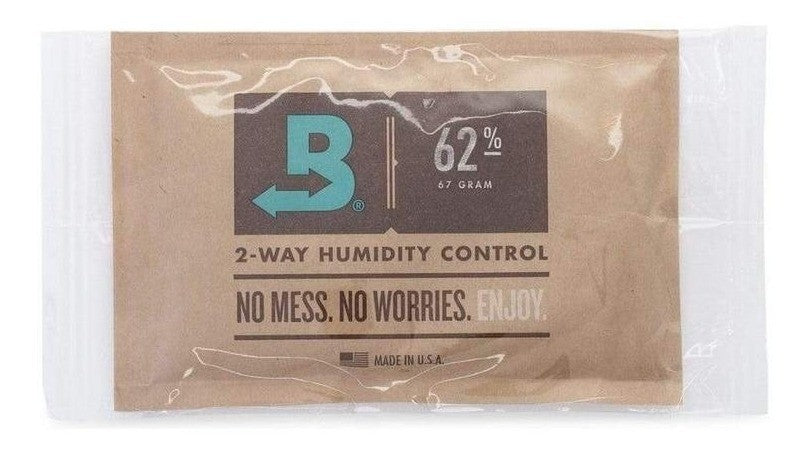 B®
62%
67 GRAM
2-WAY HUMIDITY CONTROL
NO MESS. NO WORRIES. ENJOY.
MADE IN U.S.A.